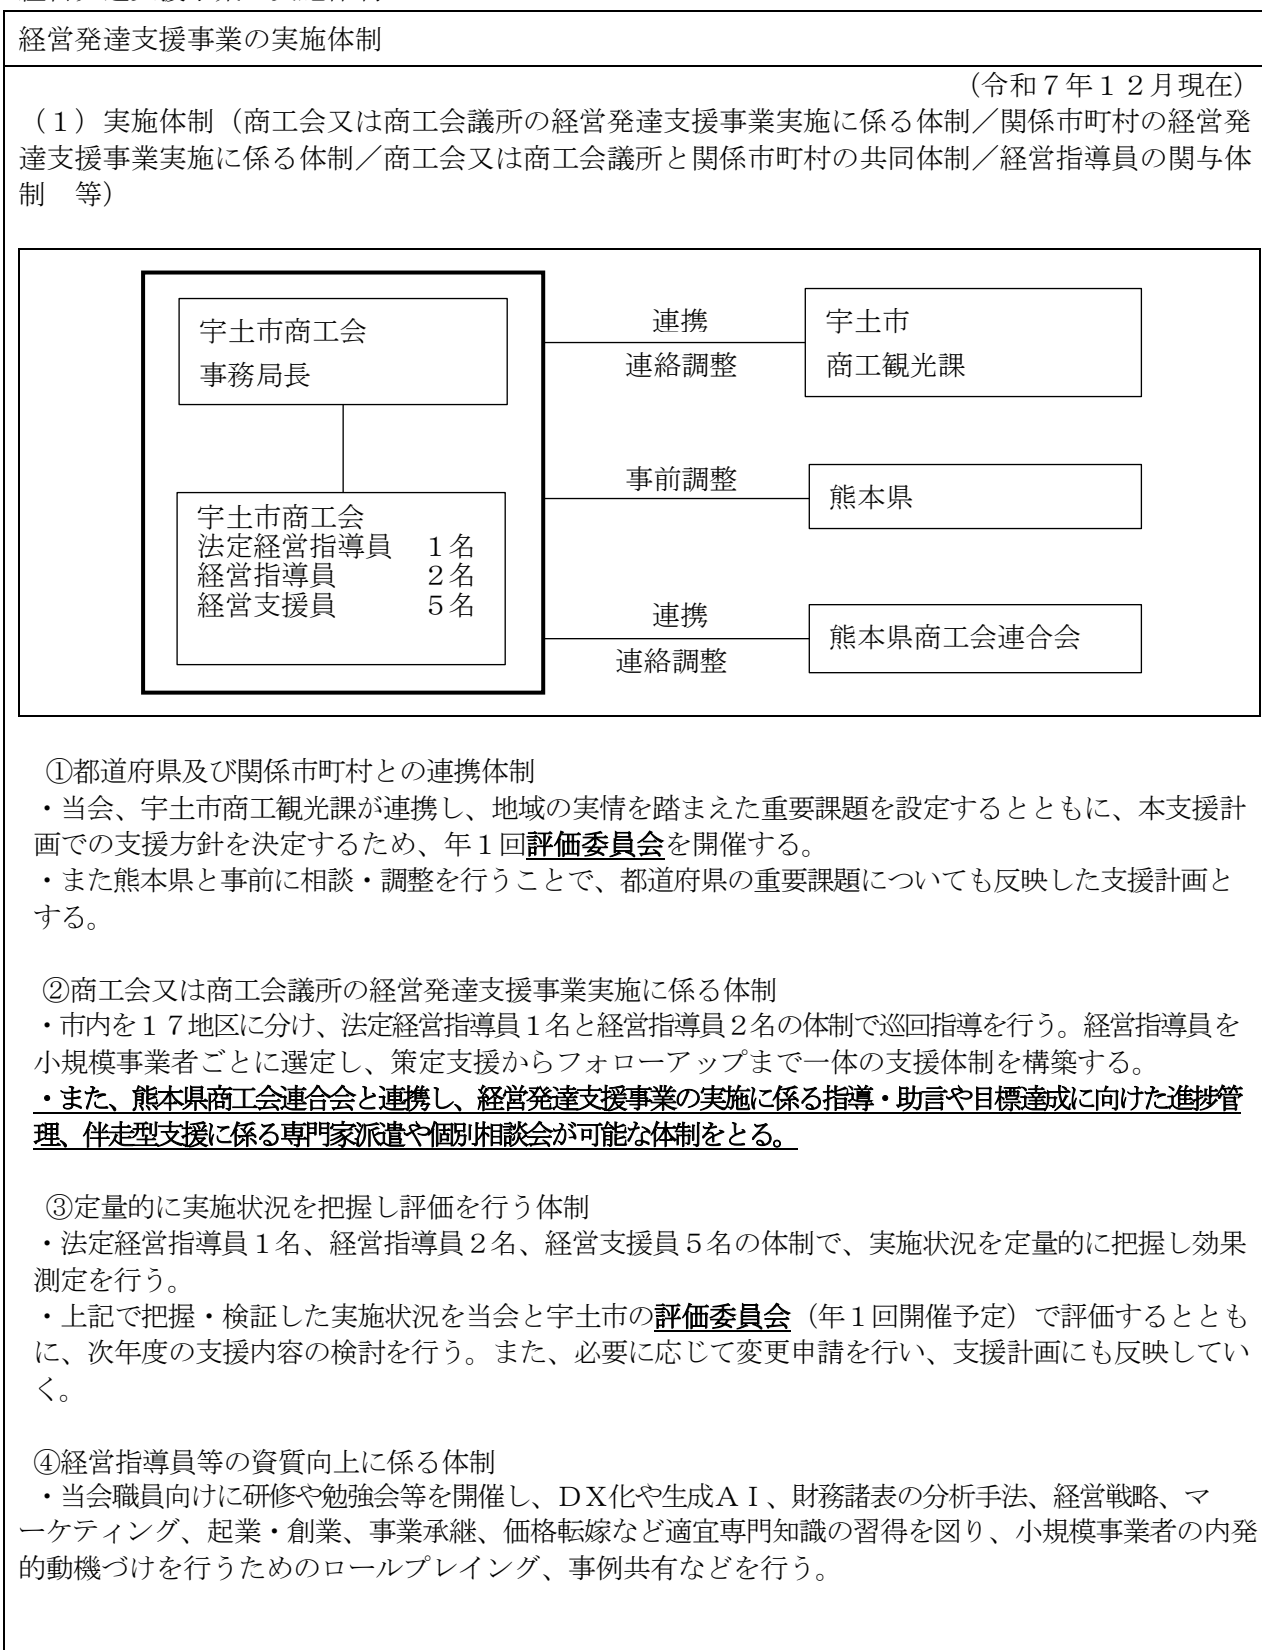 経営発達支援事業の実施体制
(令和7年12月現在)
(1)実施体制(商工会又は商工会議所の経営発達支援事業実施に係る体制/関係市町村の経営発
達支援事業実施に係る体制/商工会又は商工会議所と関係市町村の共同体制/経営指導員の関与体
制 等)
宇土市商工会
事務局長
連携
連絡調整
宇土市
商工観光課
事前調整
熊本県
宇土市商工会
法定経営指導員 1名
経営指導員 2名
経営支援員 5名
連携
連絡調整
熊本県商工会連合会
①都道府県及び関係市町村との連携体制
・当会、宇土市商工観光課が連携し、地域の実情を踏まえた重要課題を設定するとともに、本支援計
画での支援方針を決定するため、年1回評価委員会を開催する。
・また熊本県と事前に相談・調整を行うことで、都道府県の重要課題についても反映した支援計画と
する。
②商工会又は商工会議所の経営発達支援事業実施に係る体制
・市内を17地区に分け、法定経営指導員1名と経営指導員2名の体制で巡回指導を行う。経営指導員を
小規模事業者ごとに選定し、策定支援からフォローアップまで一体の支援体制を構築する。
・また、熊本県商工会連合会と連携し、経営発達支援事業の実施に係る指導・助言や目標達成に向けた進捗管
理、伴走型支援に係る専門家派遣や個別相談会が可能な体制をとる。
③定量的に実施状況を把握し評価を行う体制
・法定経営指導員1名、経営指導員2名、経営支援員5名の体制で、実施状況を定量的に把握し効果
測定を行う。
・上記で把握・検証した実施状況を当会と宇土市の評価委員会(年1回開催予定)で評価するととも
に、次年度の支援内容の検討を行う。また、必要に応じて変更申請を行い、支援計画にも反映してい
く。
④経営指導員等の資質向上に係る体制
・当会職員向けに研修や勉強会等を開催し、DX化や生成AI、財務諸表の分析手法、経営戦略、マ
ーケティング、起業・創業、事業承継、価格転嫁など適宜専門知識の習得を図り、小規模事業者の内発
的動機づけを行うためのロールプレイング、事例共有などを行う。